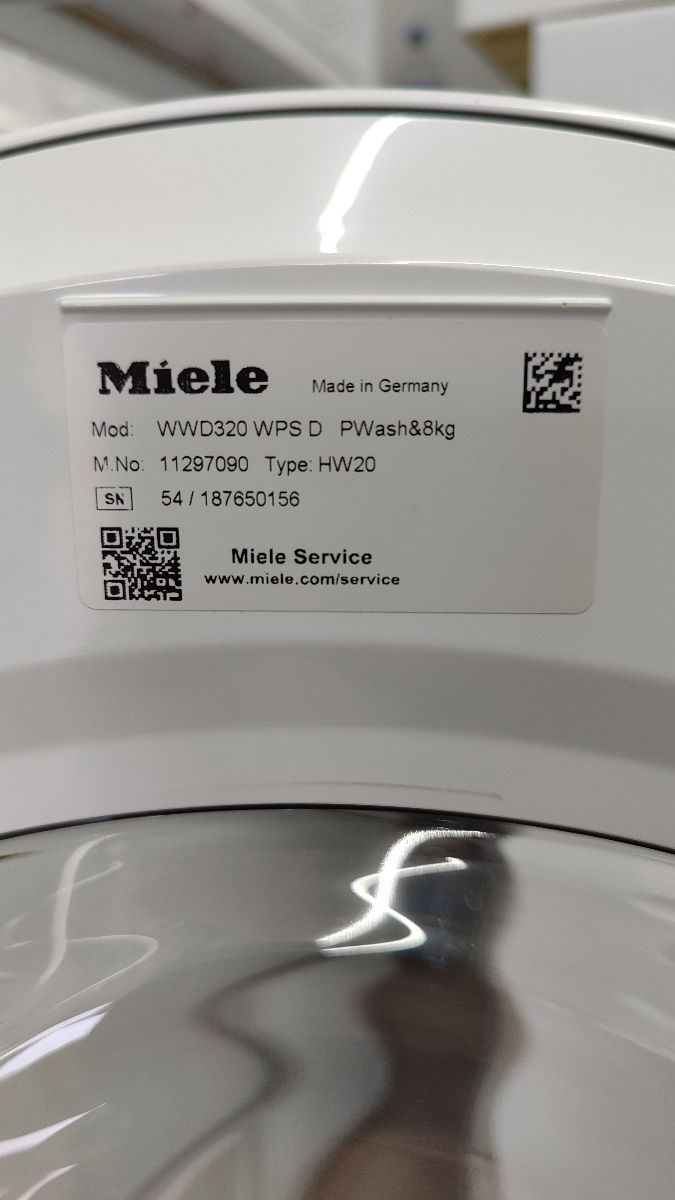 Miele Made in Germany
Mod: WWD320 WPS D PWash&8kg
M.No: 11297090 Type: HW20
SN 54 / 187650156
Miele Service
www.miele.com/service